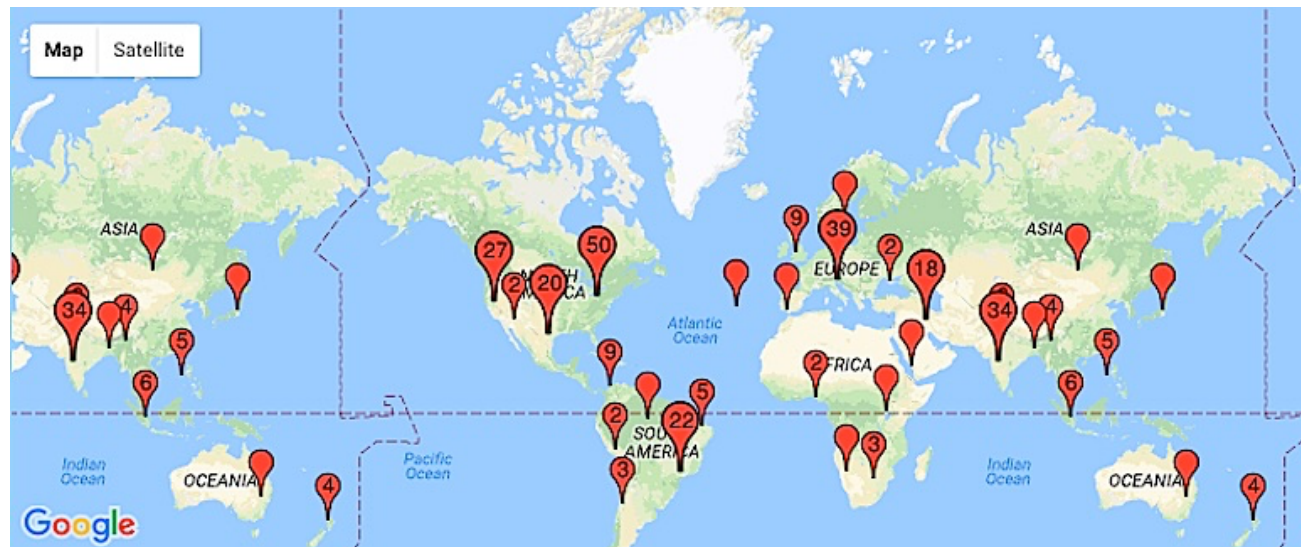 Map Satellite
9
2
39
50
27
ASIA
ASIA
EUROPE
18
2
20
4
34
4
34
Atlantic
Ocean
5
5
9
2
AFRICA
6
6
5
2
22
SOUTH
AMERICA
3
3
Indian
Ocean
Pacific
Ocean
Indian
Ocean
OCEANIA
OCEANIA
4
4
Google